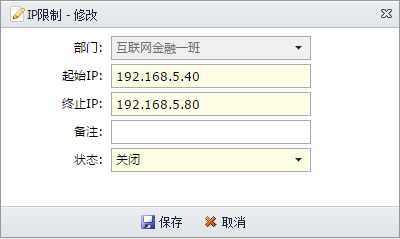 IP限制 - 修改
部门: 互联网金融一班
起始IP: 192.168.5.40
终止IP: 192.168.5.80
备注:
状态: 关闭
保存 取消